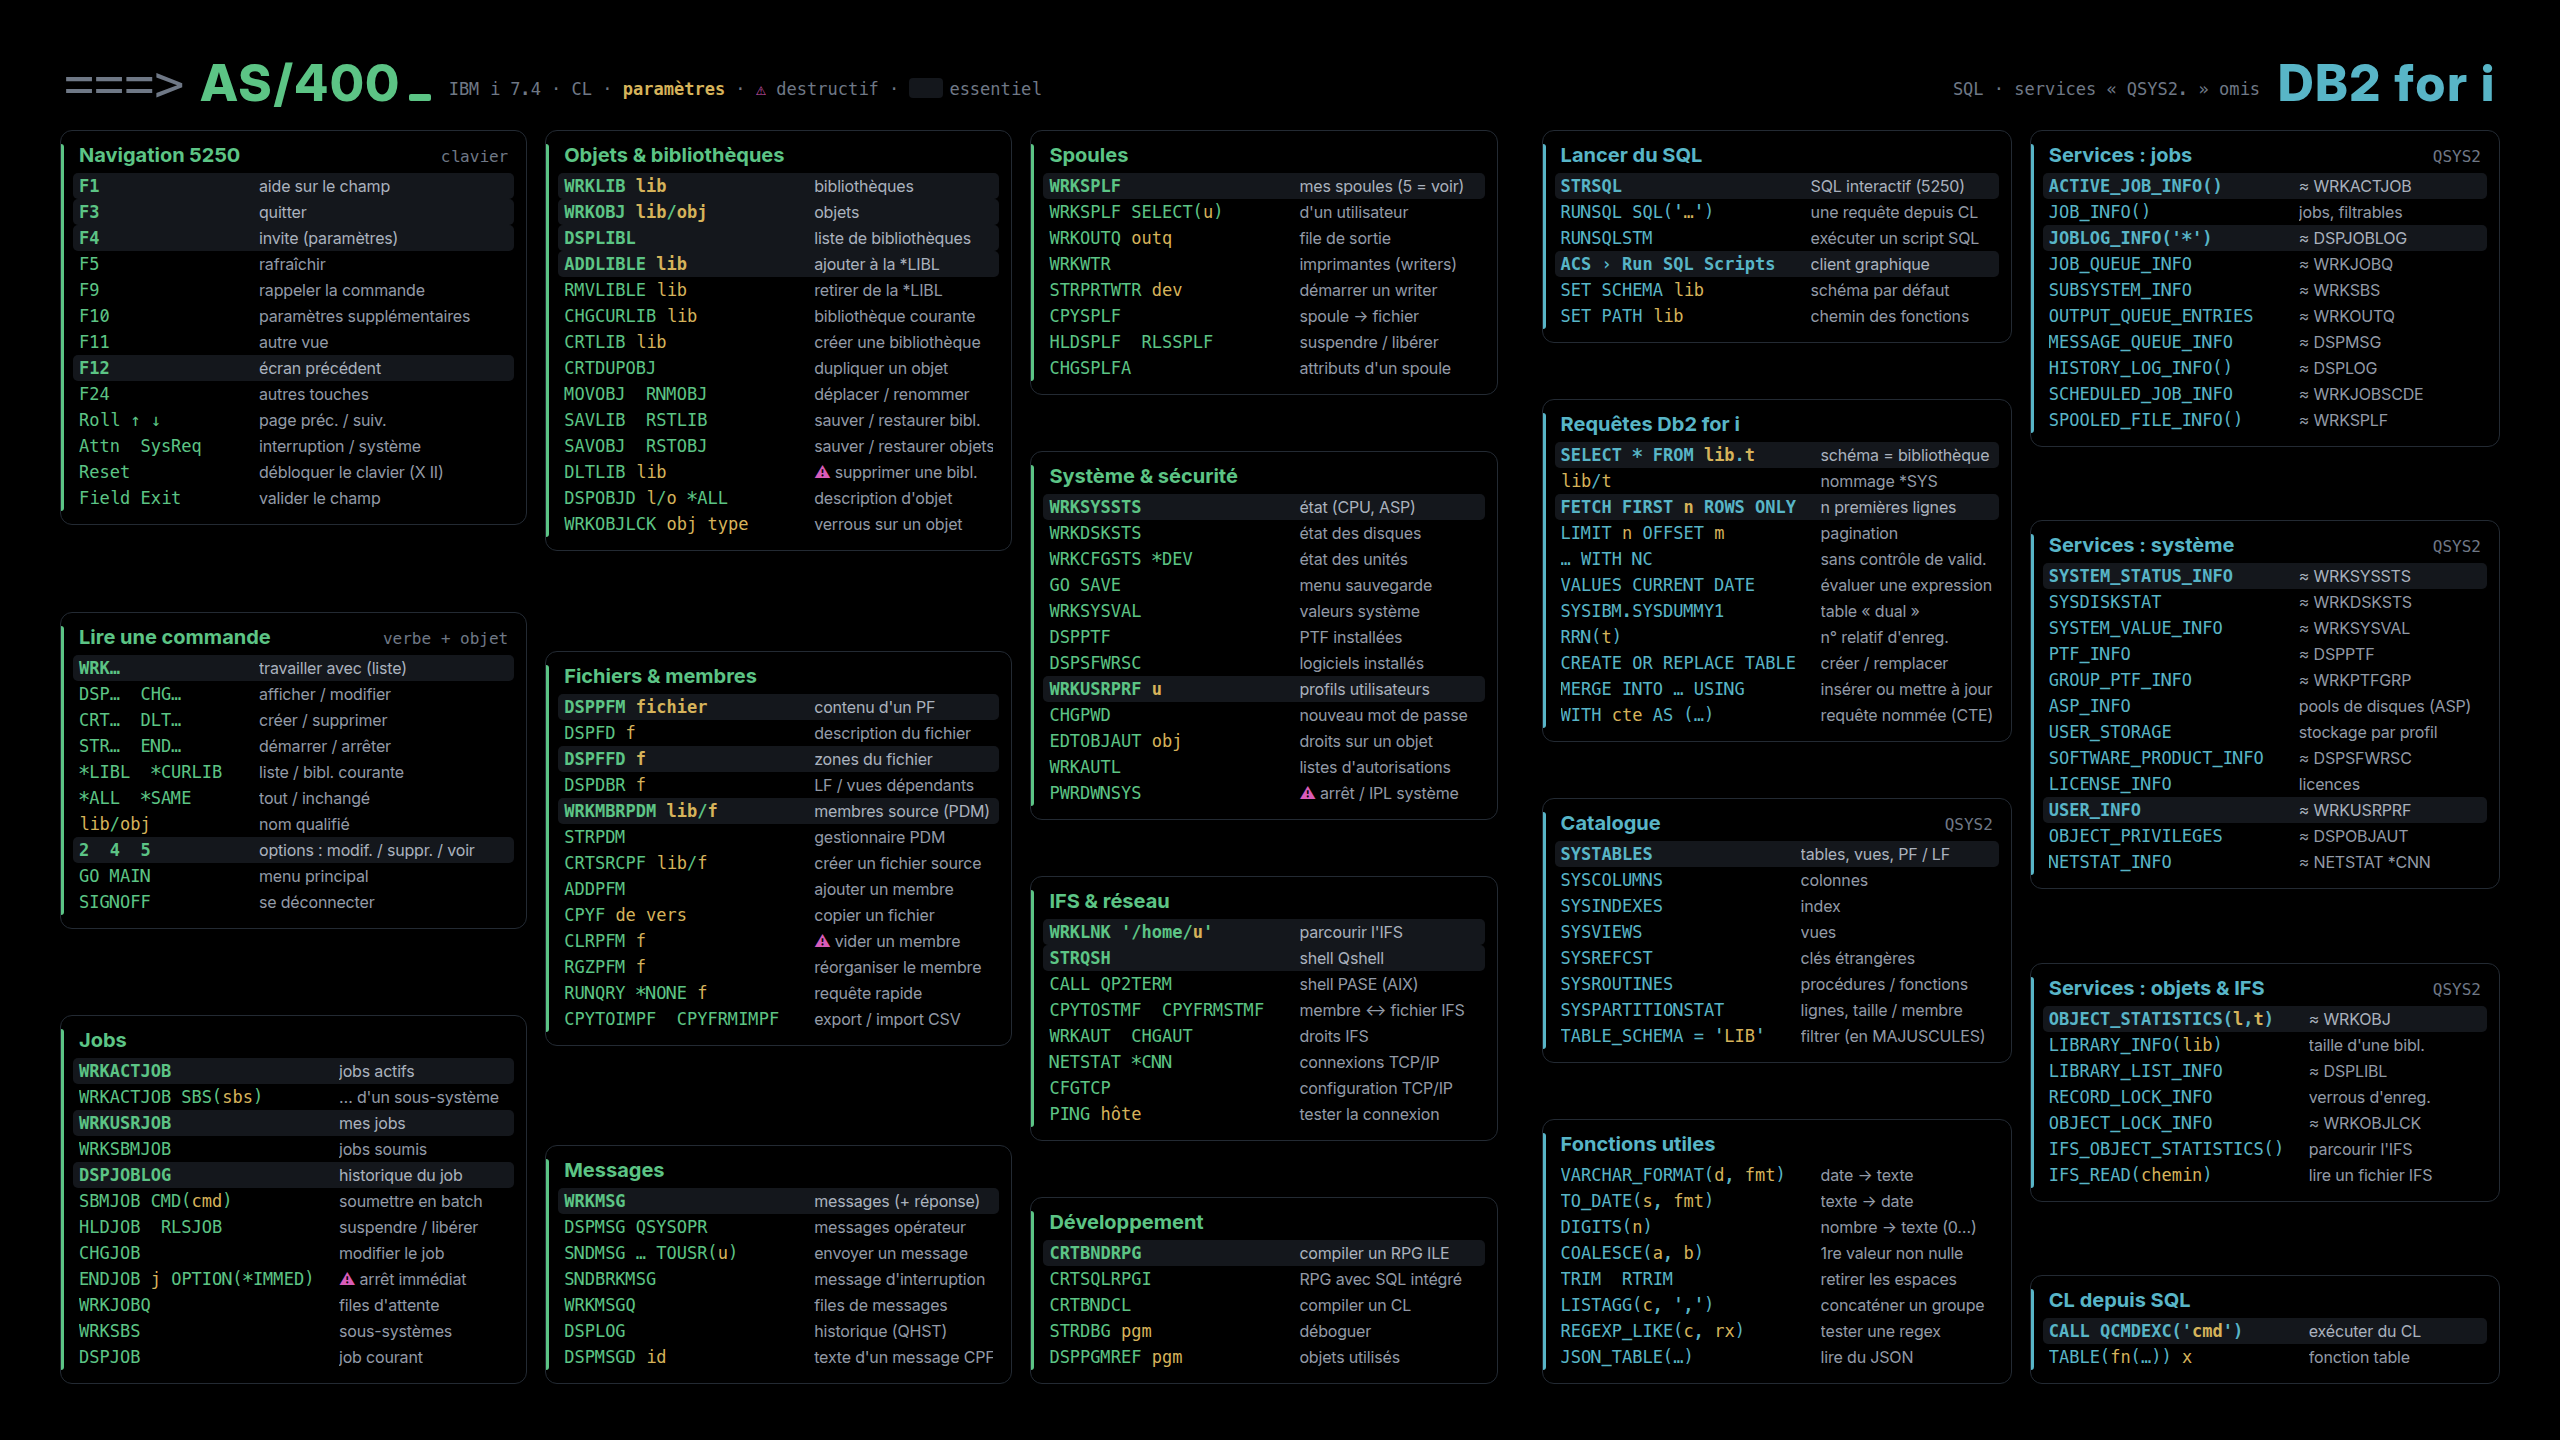 ===> AS/400_ IBM i 7.4 · CL · paramètres · ⚠ destructif · essentiel
SQL · services « QSYS2. » omis DB2 for i
Navigation 5250 clavier
F1 aide sur le champ
F3 quitter
F4 invite (paramètres)
F5 rafraîchir
F9 rappeler la commande
F10 paramètres supplémentaires
F11 autre vue
F12 écran précédent
F24 autres touches
Roll ↑ ↓ page préc. / suiv.
Attn SysReq interruption / système
Reset débloquer le clavier (X II)
Field Exit valider le champ
Lire une commande verbe + objet
WRK… travailler avec (liste)
DSP… CHG… afficher / modifier
CRT… DLT… créer / supprimer
STR… END… démarrer / arrêter
*LIBL *CURLIB liste / bibl. courante
*ALL *SAME tout / inchangé
lib/obj nom qualifié
2 4 5 options : modif. / suppr. / voir
GO MAIN menu principal
SIGNOFF se déconnecter
Jobs
WRKACTJOB jobs actifs
WRKACTJOB SBS(sbs) … d'un sous-système
WRKUSRJOB mes jobs
WRKSBMJOB jobs soumis
DSPJOBLOG historique du job
SBMJOB CMD(cmd) soumettre en batch
HLDJOB RLSJOB suspendre / libérer
CHGJOB modifier le job
ENDJOB j OPTION(*IMMED) ⚠ arrêt immédiat
WRKJOBQ files d'attente
WRKSBS sous-systèmes
DSPJOB job courant
Objets & bibliothèques
WRKLIB lib bibliothèques
WRKOBJ lib/obj objets
DSPLIBL liste de bibliothèques
ADDLIBLE lib ajouter à la *LIBL
RMVLIBLE lib retirer de la *LIBL
CHGCURLIB lib bibliothèque courante
CRTLIB lib créer une bibliothèque
CRTDUPOBJ dupliquer un objet
MOVOBJ RNMOBJ déplacer / renommer
SAVLIB RSTLIB sauver / restaurer bibl.
SAVOBJ RSTOBJ sauver / restaurer objets
DLTLIB lib ⚠ supprimer une bibl.
DSPOBJD l/o *ALL description d'objet
WRKOBJLCK obj type verrous sur un objet
Fichiers & membres
DSPPFM fichier contenu d'un PF
DSPFD f description du fichier
DSPFFD f zones du fichier
DSPDBR f LF / vues dépendants
WRKMBRPDM lib/f membres source (PDM)
STRPDM gestionnaire PDM
CRTSRCPF lib/f créer un fichier source
ADDPFM ajouter un membre
CPYF de vers copier un fichier
CLRPFM f ⚠ vider un membre
RGZPFM f réorganiser le membre
RUNQRY *NONE f requête rapide
CPYTOIMPF CPYFRMIMPF export / import CSV
Messages
WRKMSG messages (+ réponse)
DSPMSG QSYSOPR messages opérateur
SNDMSG … TOUSR(u) envoyer un message
SNDBRKMSG message d'interruption
WRKMSGQ files de messages
DSPLOG historique (QHST)
DSPMSGD id texte d'un message CPF
Spoules
WRKSPLF mes spoules (5 = voir)
WRKSPLF SELECT(u) d'un utilisateur
WRKOUTQ outq file de sortie
WRKWTR imprimantes (writers)
STRPRTWTR dev démarrer un writer
CPYSPLF spoule → fichier
HLDSPLF RLSSPLF suspendre / libérer
CHGSPLFA attributs d'un spoule
Système & sécurité
WRKSYSSTS état (CPU, ASP)
WRKDSKSTS état des disques
WRKCFGSTS *DEV état des unités
GO SAVE menu sauvegarde
WRKSYSVAL valeurs système
DSPPTF PTF installées
DSPSFWRSC logiciels installés
WRKUSRPRF u profils utilisateurs
CHGPWD nouveau mot de passe
EDTOBJAUT obj droits sur un objet
WRKAUTL listes d'autorisations
PWRDWNSYS ⚠ arrêt / IPL système
IFS & réseau
WRKLNK '/home/u' parcourir l'IFS
STRQSH shell Qshell
CALL QP2TERM shell PASE (AIX)
CPYTOSTMF CPYFRMSTMF membre ↔ fichier IFS
WRKAUT CHGAUT droits IFS
NETSTAT *CNN connexions TCP/IP
CFGTCP configuration TCP/IP
PING hôte tester la connexion
Développement
CRTBNDRPG compiler un RPG ILE
CRTSQLRPGI RPG avec SQL intégré
CRTBNDCL compiler un CL
STRDBG pgm déboguer
DSPPGMREF pgm objets utilisés
Lancer du SQL
STRSQL SQL interactif (5250)
RUNSQL SQL('…') une requête depuis CL
RUNSQLSTM exécuter un script SQL
ACS › Run SQL Scripts client graphique
SET SCHEMA lib schéma par défaut
SET PATH lib chemin des fonctions
Requêtes Db2 for i
SELECT * FROM lib.t schéma = bibliothèque
lib/t nommage *SYS
FETCH FIRST n ROWS ONLY n premières lignes
LIMIT n OFFSET m pagination
… WITH NC sans contrôle de valid.
VALUES CURRENT DATE évaluer une expression
SYSIBM.SYSDUMMY1 table « dual »
RRN(t) n° relatif d'enreg.
CREATE OR REPLACE TABLE créer / remplacer
MERGE INTO … USING insérer ou mettre à jour
WITH cte AS (…) requête nommée (CTE)
Catalogue QSYS2
SYSTABLES tables, vues, PF / LF
SYSCOLUMNS colonnes
SYSINDEXES index
SYSVIEWS vues
SYSREFCST clés étrangères
SYSROUTINES procédures / fonctions
SYSPARTITIONSTAT lignes, taille / membre
TABLE_SCHEMA = 'LIB' filtrer (en MAJUSCULES)
Fonctions utiles
VARCHAR_FORMAT(d, fmt) date → texte
TO_DATE(s, fmt) texte → date
DIGITS(n) nombre → texte (0…)
COALESCE(a, b) 1re valeur non nulle
TRIM RTRIM retirer les espaces
LISTAGG(c, ',') concaténer un groupe
REGEXP_LIKE(c, rx) tester une regex
JSON_TABLE(…) lire du JSON
Services : jobs QSYS2
ACTIVE_JOB_INFO() ≈ WRKACTJOB
JOB_INFO() jobs, filtrables
JOBLOG_INFO('*') ≈ DSPJOBLOG
JOB_QUEUE_INFO ≈ WRKJOBQ
SUBSYSTEM_INFO ≈ WRKSBS
OUTPUT_QUEUE_ENTRIES ≈ WRKOUTQ
MESSAGE_QUEUE_INFO ≈ DSPMSG
HISTORY_LOG_INFO() ≈ DSPLOG
SCHEDULED_JOB_INFO ≈ WRKJOBSCDE
SPOOLED_FILE_INFO() ≈ WRKSPLF
Services : système QSYS2
SYSTEM_STATUS_INFO ≈ WRKSYSSTS
SYSDISKSTAT ≈ WRKDSKSTS
SYSTEM_VALUE_INFO ≈ WRKSYSVAL
PTF_INFO ≈ DSPPTF
GROUP_PTF_INFO ≈ WRKPTFGRP
ASP_INFO pools de disques (ASP)
USER_STORAGE stockage par profil
SOFTWARE_PRODUCT_INFO ≈ DSPSFWRSC
LICENSE_INFO licences
USER_INFO ≈ WRKUSRPRF
OBJECT_PRIVILEGES ≈ DSPOBJAUT
NETSTAT_INFO ≈ NETSTAT *CNN
Services : objets & IFS QSYS2
OBJECT_STATISTICS(l,t) ≈ WRKOBJ
LIBRARY_INFO(lib) taille d'une bibl.
LIBRARY_LIST_INFO ≈ DSPLIBL
RECORD_LOCK_INFO verrous d'enreg.
OBJECT_LOCK_INFO ≈ WRKOBJLCK
IFS_OBJECT_STATISTICS() parcourir l'IFS
IFS_READ(chemin) lire un fichier IFS
CL depuis SQL
CALL QCMDEXC('cmd') exécuter du CL
TABLE(fn(…)) x fonction table